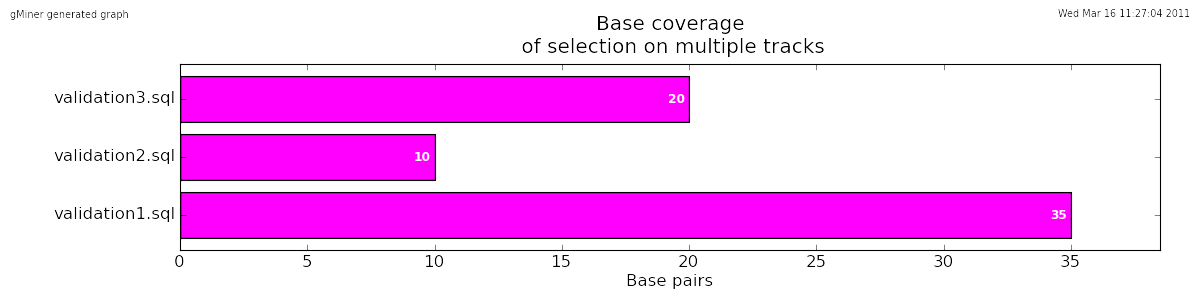 gMiner generated graph
Wed Mar 16 11:27:04 2011
Base coverage
of selection on multiple tracks
validation3.sql
20
validation2.sql
10
validation1.sql
35
0 5 10 15 20 25 30 35
Base pairs